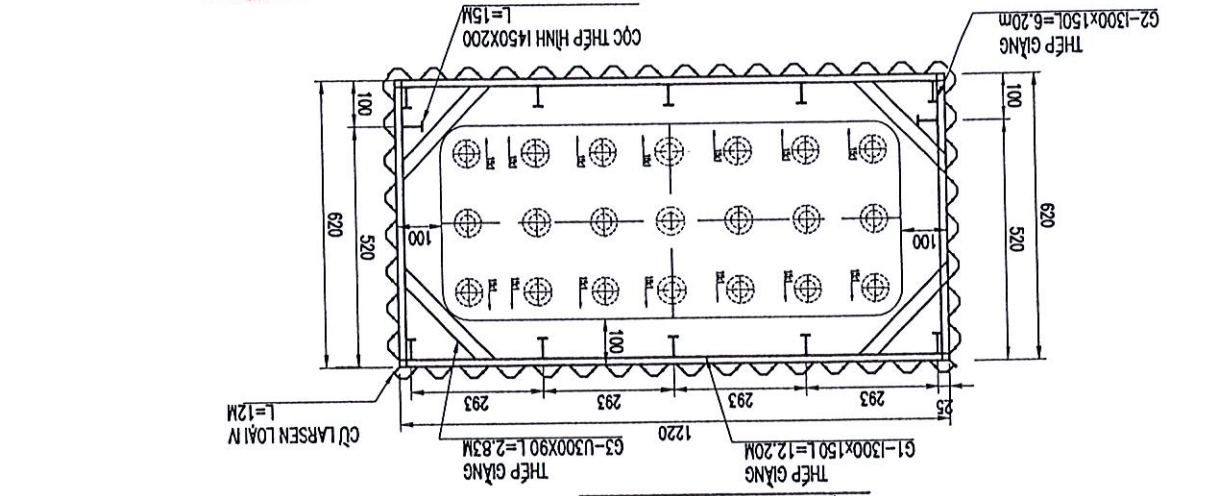 THÉP GIẰNG
G1-I300x150 L=12.20M
THÉP GIẰNG
G3-U300X90 L=2.83M
CỪ LARSEN LOẠI IV
L=12M
1220
25
293
293
293
293
100
620
520
100
100
520
620
100
100
THÉP GIẰNG
G2-I300x150L=6.20m
CỌC THÉP HÌNH I450X200
L=15M